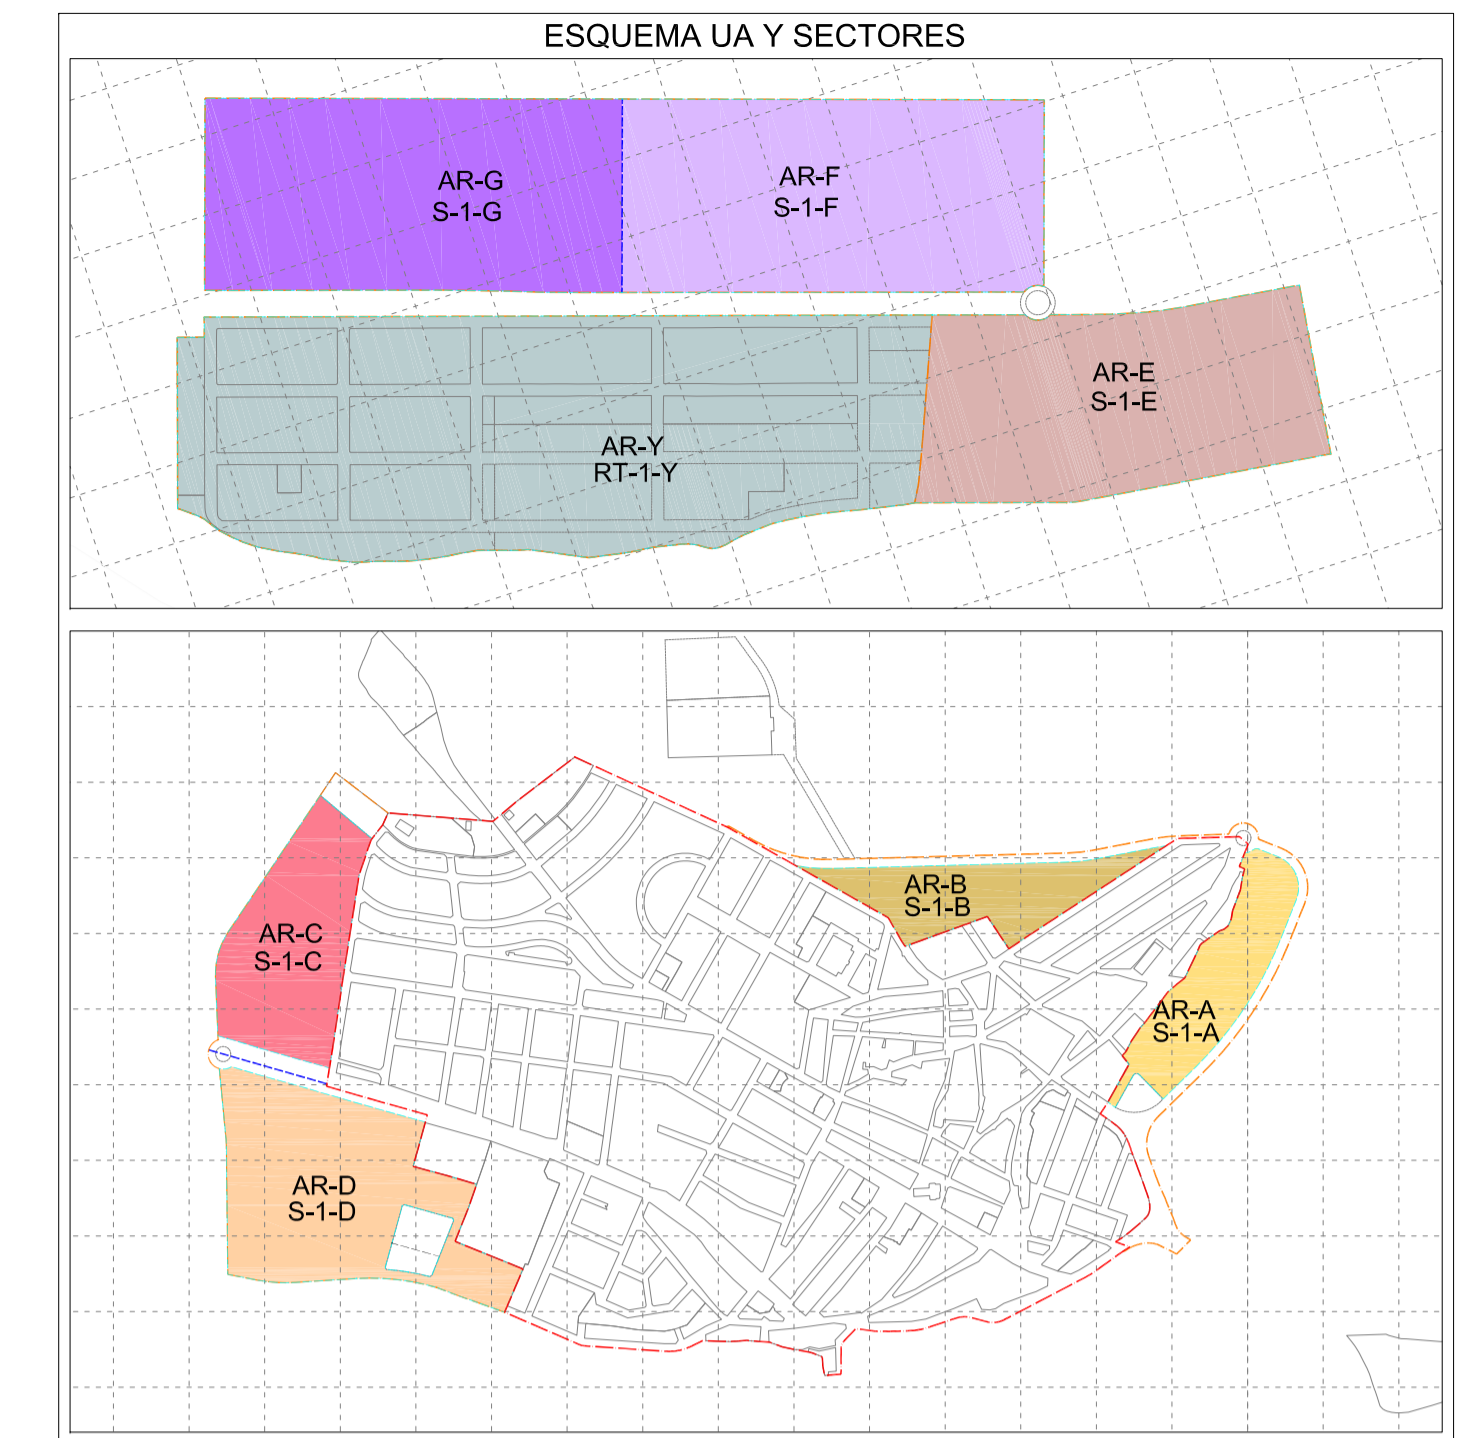 ESQUEMA UA Y SECTORES
AR-G
S-1-G
AR-F
S-1-F
AR-E
S-1-E
AR-Y
RT-1-Y
AR-B
S-1-B
AR-C
S-1-C
AR-A
S-1-A
AR-D
S-1-D